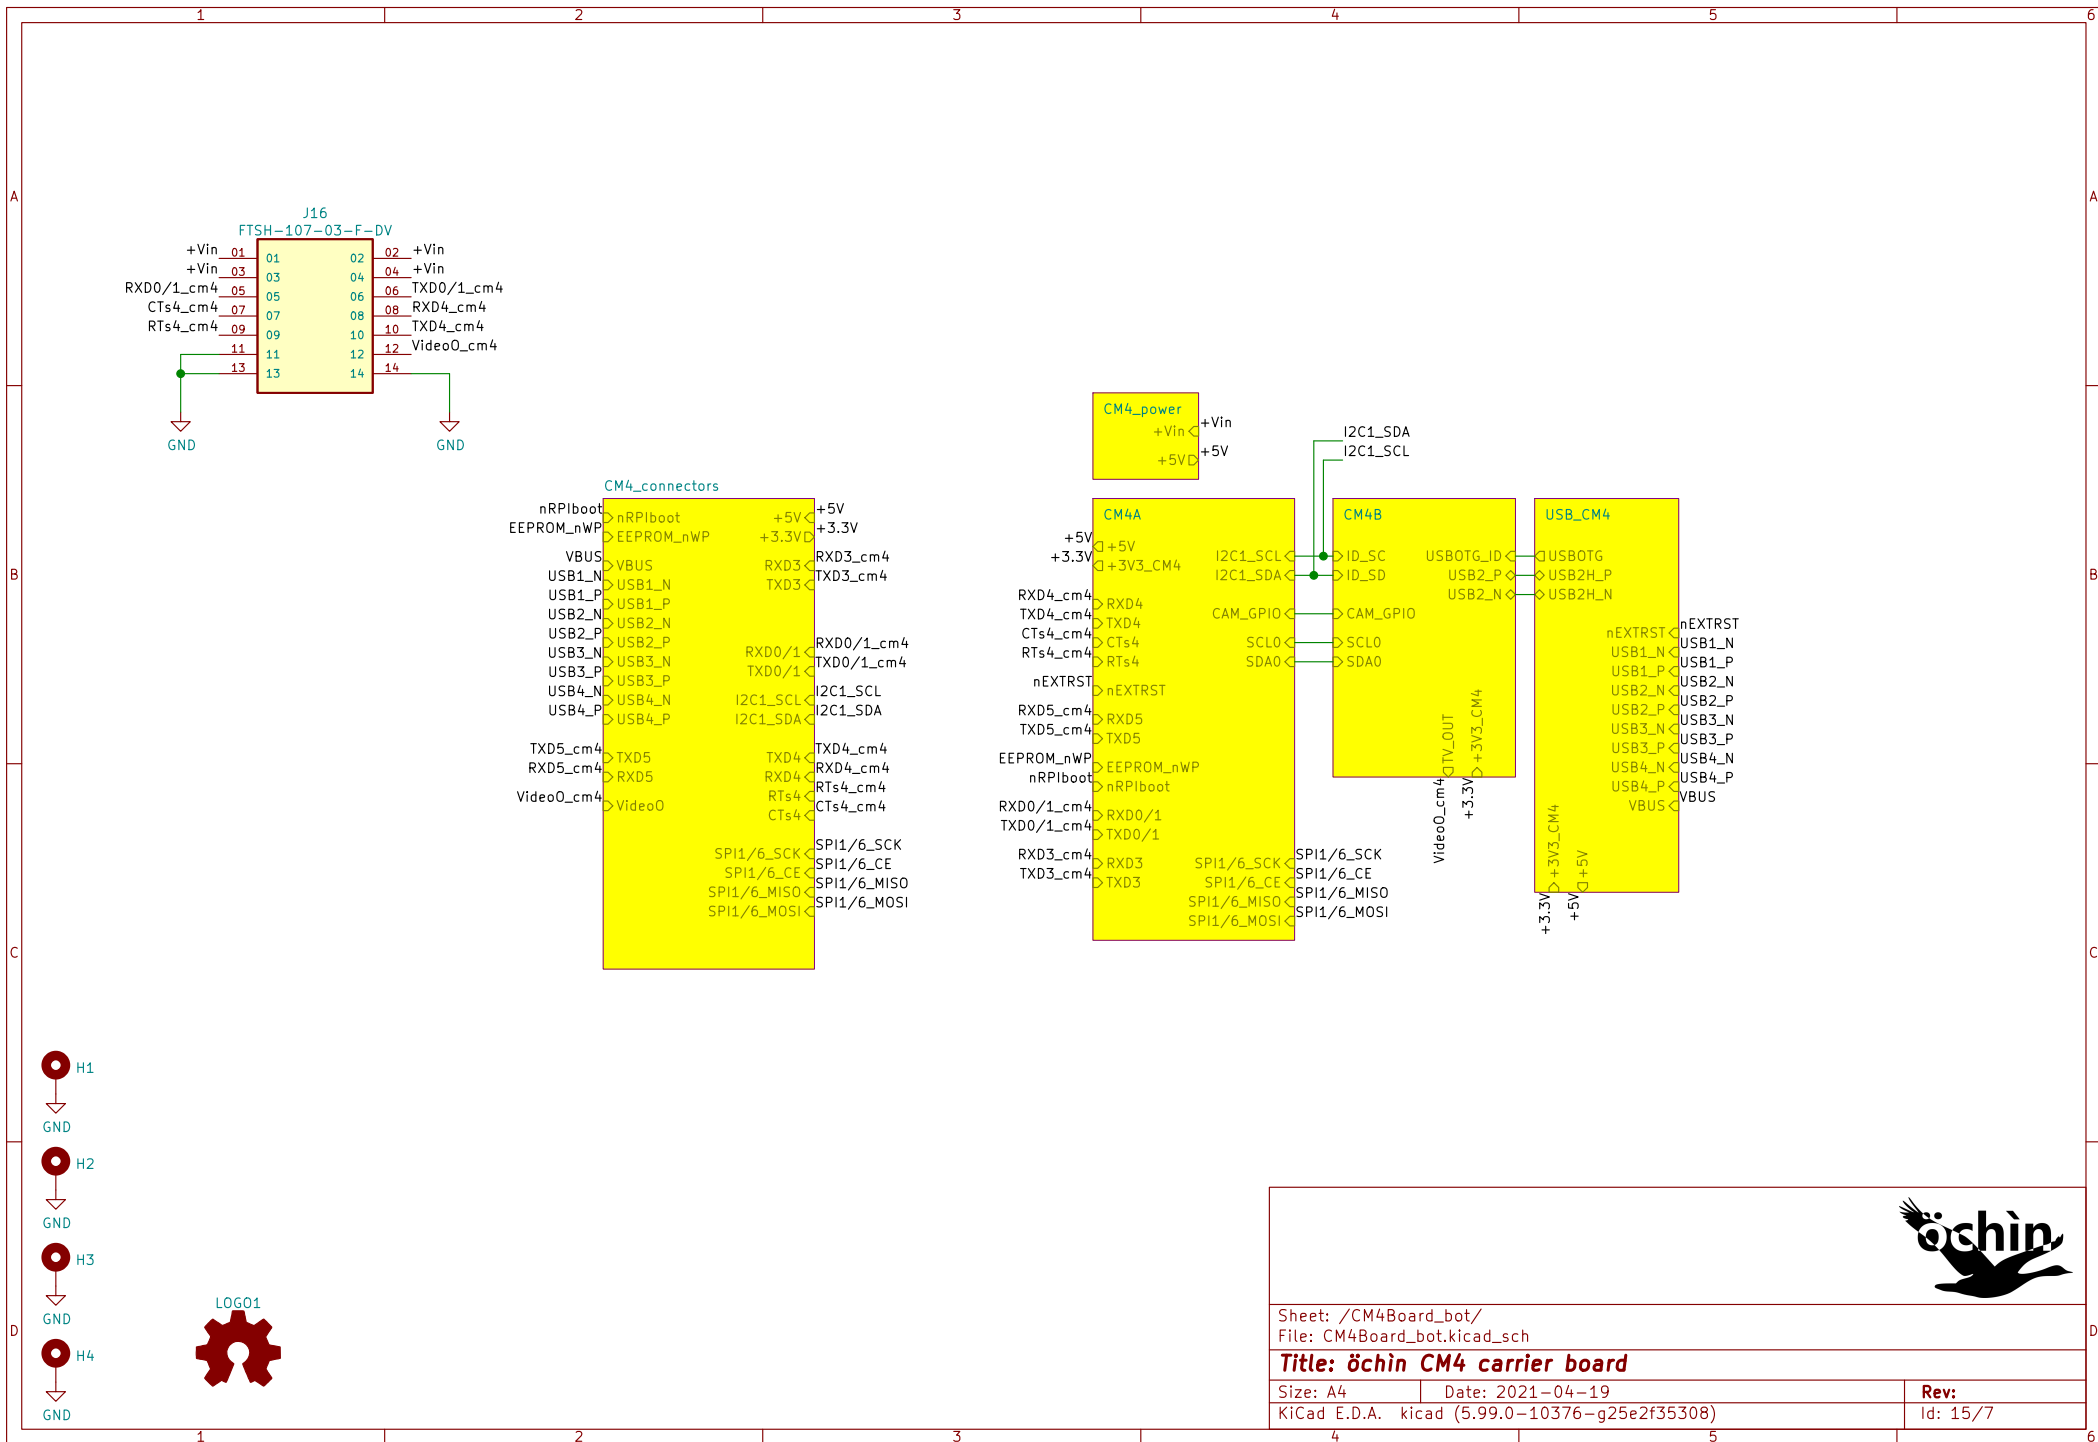 1 2 3 4 5 6
A
B
C
D
A
B
C
D
1 2 3 4 5 6
J16
FTSH-107-03-F-DV
+Vin 01 01 02 02 +Vin
+Vin 03 03 04 04 +Vin
RXD0/1_cm4 05 05 06 06 TXD0/1_cm4
CTs4_cm4 07 07 08 08 RXD4_cm4
RTs4_cm4 09 09 10 10 TXD4_cm4
11 11 12 12 VideoO_cm4
13 13 14 14
GND GND
CM4_connectors
nRPIboot nRPIboot
EEPROM_nWP EEPROM_nWP
VBUS VBUS
USB1_N USB1_N
USB1_P USB1_P
USB2_N USB2_N
USB2_P USB2_P
USB3_N USB3_N
USB3_P USB3_P
USB4_N USB4_N
USB4_P USB4_P
TXD5_cm4 TXD5
RXD5_cm4 RXD5
VideoO_cm4 VideoO
+5V +5V
+3.3V +3.3V
RXD3 RXD3_cm4
TXD3 TXD3_cm4
RXD0/1 RXD0/1_cm4
TXD0/1 TXD0/1_cm4
I2C1_SCL I2C1_SCL
I2C1_SDA I2C1_SDA
TXD4 TXD4_cm4
RXD4 RXD4_cm4
RTs4 RTs4_cm4
CTs4 CTs4_cm4
SPI1/6_SCK SPI1/6_SCK
SPI1/6_CE SPI1/6_CE
SPI1/6_MISO SPI1/6_MISO
SPI1/6_MOSI SPI1/6_MOSI
CM4_power
+Vin +Vin
+5V +5V
I2C1_SDA
I2C1_SCL
CM4A
+5V +5V
+3.3V +3V3_CM4
RXD4_cm4 RXD4
TXD4_cm4 TXD4
CTs4_cm4 CTs4
RTs4_cm4 RTs4
nEXTRST nEXTRST
RXD5_cm4 RXD5
TXD5_cm4 TXD5
EEPROM_nWP EEPROM_nWP
nRPIboot nRPIboot
RXD0/1_cm4 RXD0/1
TXD0/1_cm4 TXD0/1
RXD3_cm4 RXD3
TXD3_cm4 TXD3
I2C1_SCL
I2C1_SDA
CAM_GPIO
SCL0
SDA0
SPI1/6_SCK SPI1/6_SCK
SPI1/6_CE SPI1/6_CE
SPI1/6_MISO SPI1/6_MISO
SPI1/6_MOSI SPI1/6_MOSI
CM4B
ID_SC
ID_SD
CAM_GPIO
SCL0
SDA0
USBOTG_ID
USB2_P
USB2_N
TV_OUT VideoO_cm4
+3V3_CM4 +3.3V
USB_CM4
USBOTG
USB2H_P
USB2H_N
nEXTRST nEXTRST
USB1_N USB1_N
USB1_P USB1_P
USB2_N USB2_N
USB2_P USB2_P
USB3_N USB3_N
USB3_P USB3_P
USB4_N USB4_N
USB4_P USB4_P
VBUS VBUS
+3V3_CM4 +3.3V
+5V +5V
H1
GND
H2
GND
H3
GND
H4
GND
LOGO1
öchìn
Sheet: /CM4Board_bot/
File: CM4Board_bot.kicad_sch
Title: öchìn CM4 carrier board
Size: A4 Date: 2021-04-19 Rev:
KiCad E.D.A. kicad (5.99.0-10376-g25e2f35308) Id: 15/7